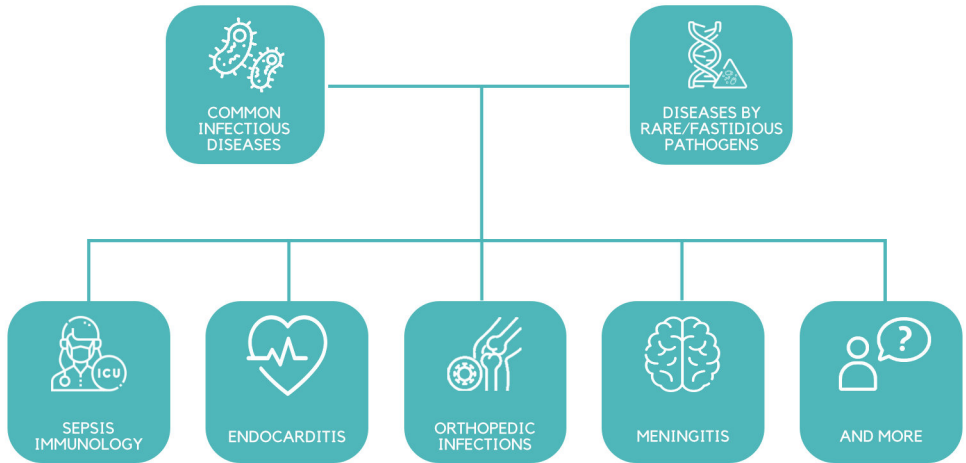 COMMON
INFECTIOUS
DISEASES
DISEASES BY
RARE/FASTIDIOUS
PATHOGENS
ICU
SEPSIS
IMMUNOLOGY
ENDOCARDITIS
ORTHOPEDIC
INFECTIONS
MENINGITIS
?
AND MORE